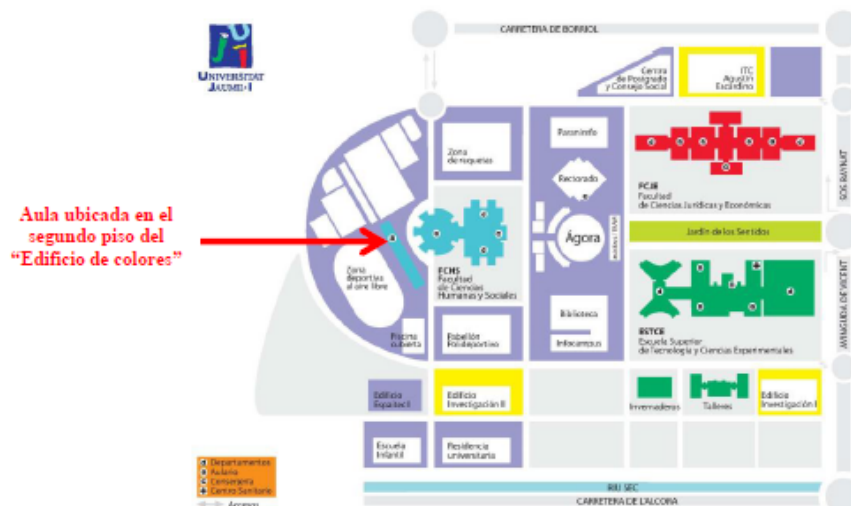 UNIVERSITAT
JAUME·I
CARRETERA DE BORRIOL
Centro
de Postgrado
y Consejo Social
ITC
Agustín
Escardino
Zona
de raquetas
Paraninfo
Rectorado
FCJE
Facultad
de Ciencias Jurídicas y Económicas
SOS BAYNAT
Aula ubicada en el
segundo piso del
“Edificio de colores”
Ágora
Jardín de los Sentidos
Zona
deportiva
al aire libre
FCHS
Facultad
de Ciencias
Humanas y Sociales
AVINGUDA DE VICENT
Biblioteca
Infocampus
ESTCE
Escuela Superior
de Tecnología y Ciencias Experimentales
Piscina
cubierta
Pabellón
Polideportivo
Edificio
Espaitec I
Edificio
Investigación II
Invernaderos
Talleres
Edificio
Investigación I
Escuela
Infantil
Residencia
universitaria
Departamentos
Aulario
Conserjería
Centro Sanitario
Accesos
RIU SEC
CARRETERA DE L'ALCORA